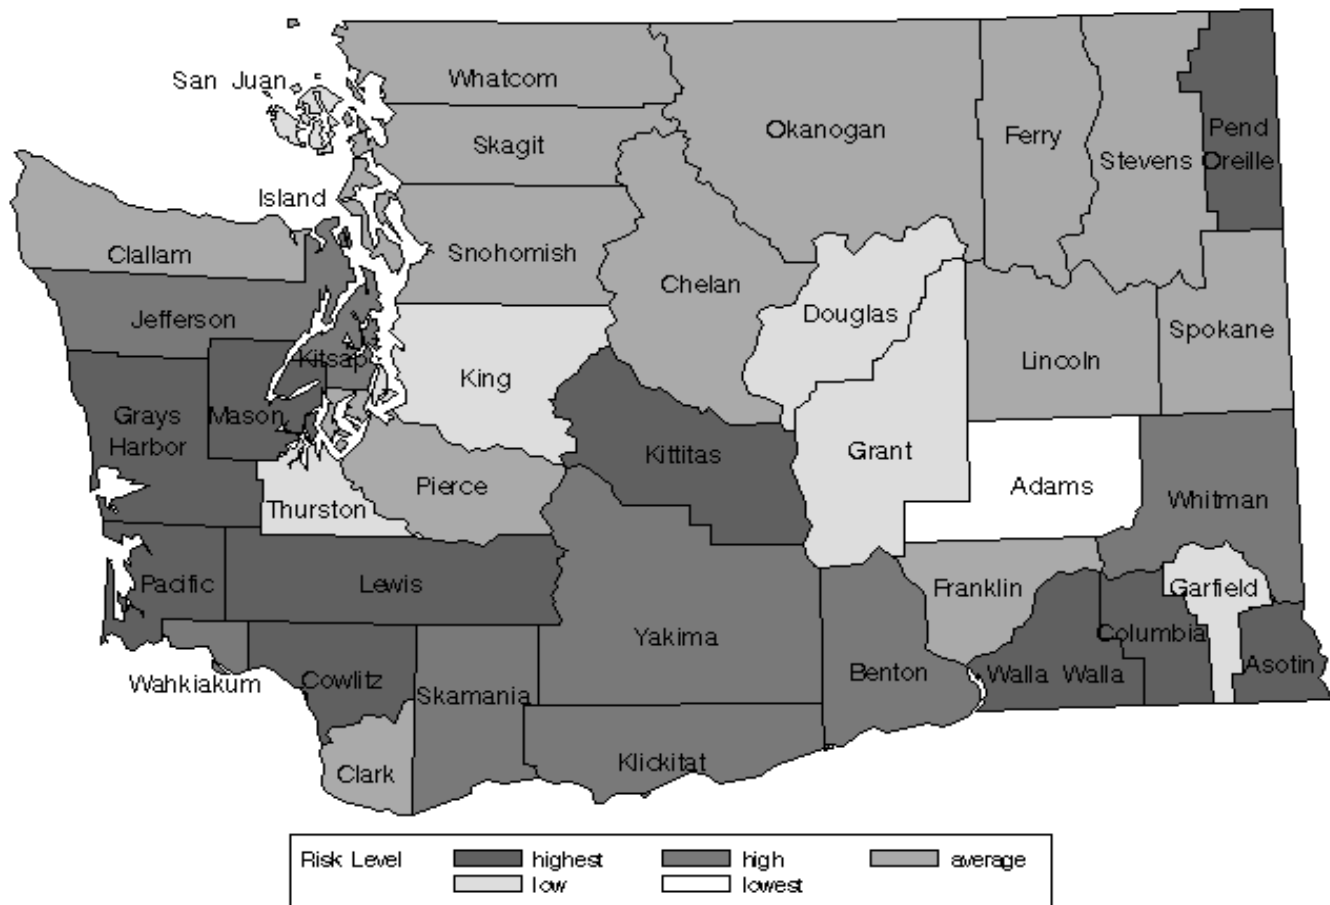 San Juan
Whatcom
Skagit
Okanogan
Ferry
Stevens
Pend
Oreille
Island
Clallam
Snohomish
Chelan
Jefferson
Douglas
Spokane
Kitsap
King
Lincoln
Grays
Harbor
Mason
Kittitas
Grant
Pierce
Adams
Whitman
Thurston
Pacific
Lewis
Franklin
Garfield
Yakima
Columbia
Wahkiakum
Cowlitz
Skamania
Benton
Walla Walla
Asotin
Clark
Klickitat
Risk Level
highest
high
average
low
lowest